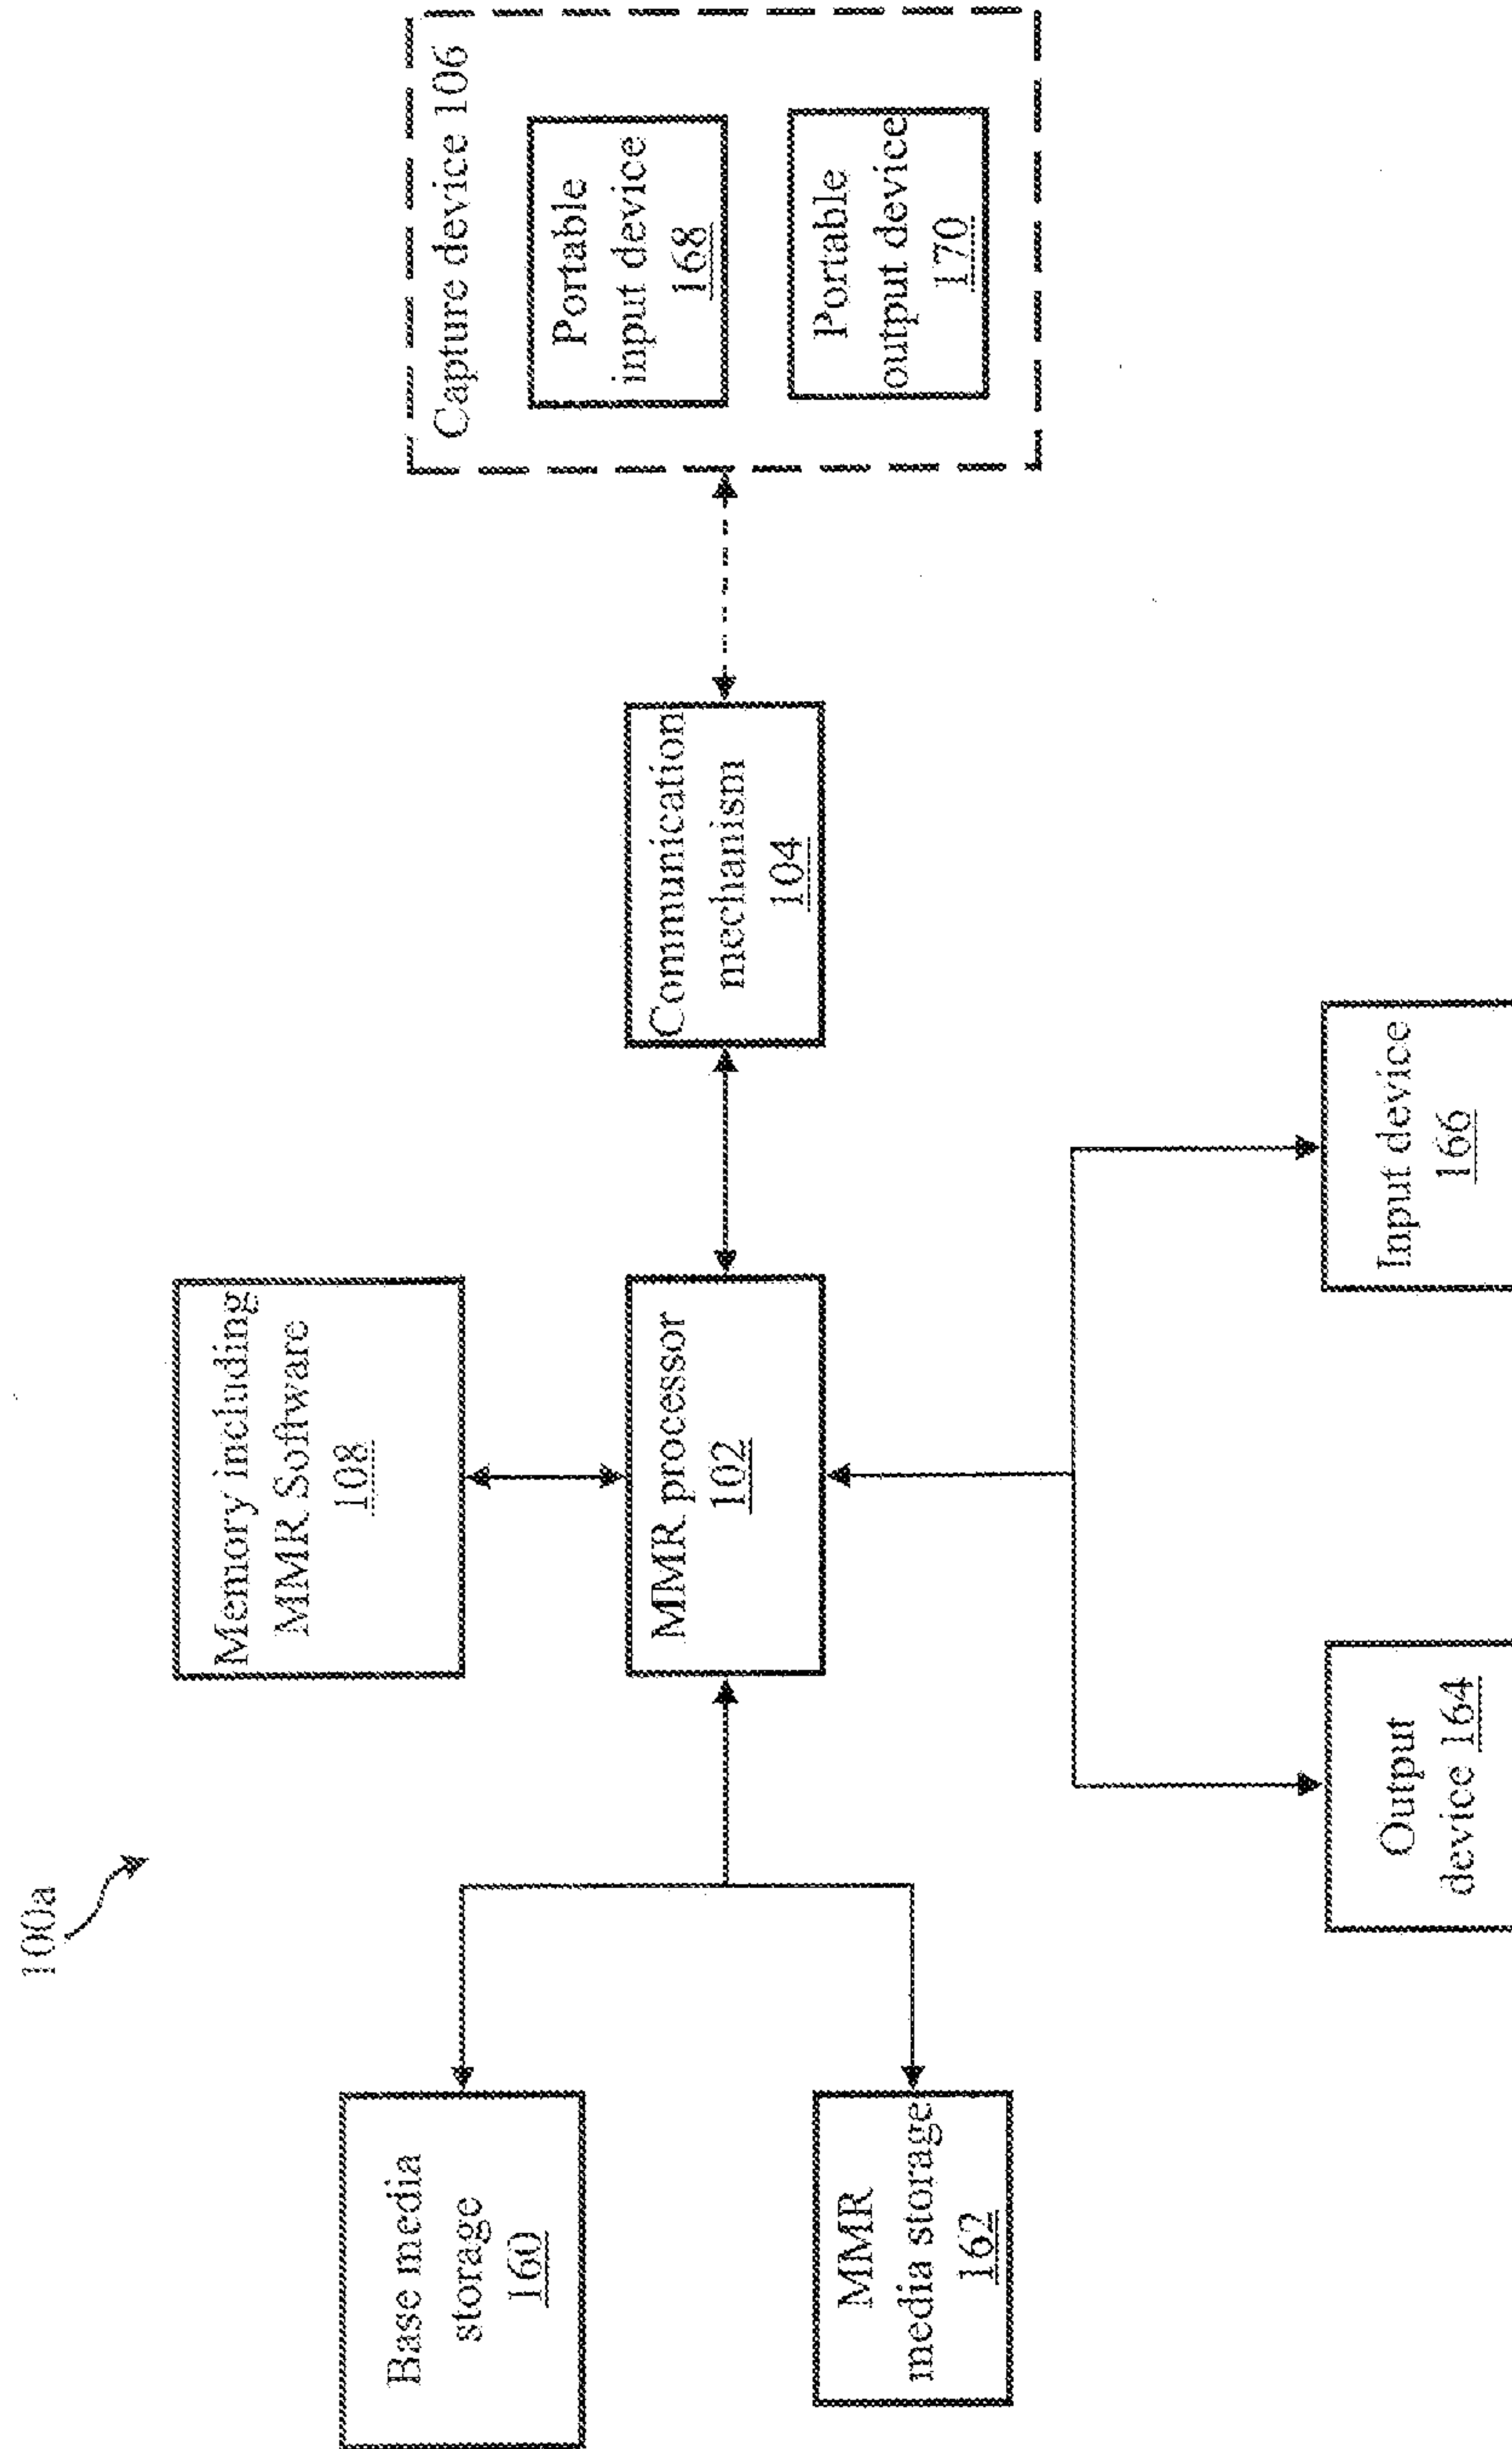 100a
Base media
storage
160
MMR
media storage
162
Memory including
MMR Software
108
MMR processor
102
Output
device 164
Input device
166
Communication
mechanism
104
Capture device 106
Portable
input device
168
Portable
output device
170